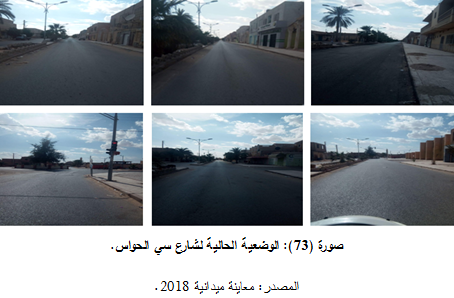 صورة (73): الوضعية الحالية لشارع سي الحواس.
المصدر: معاينة ميدانية 2018.